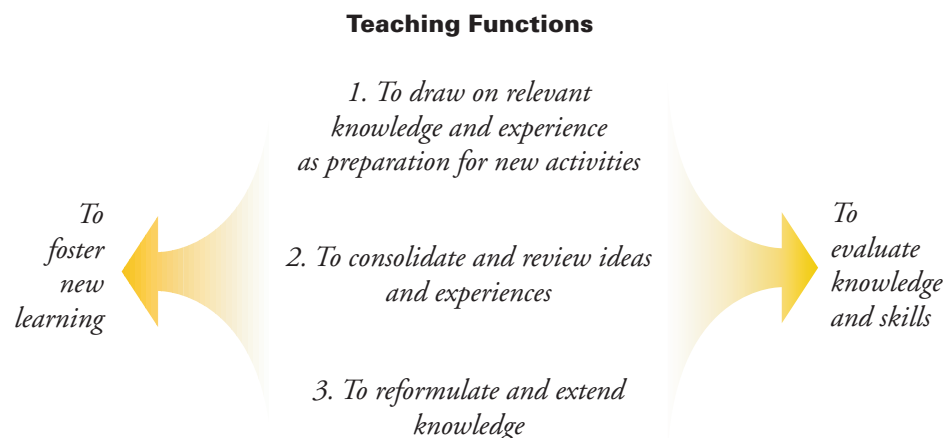 Teaching Functions
1. To draw on relevant
knowledge and experience
as preparation for new activities
To
foster
new
learning
2. To consolidate and review ideas
and experiences
To
evaluate
knowledge
and skills
3. To reformulate and extend
knowledge